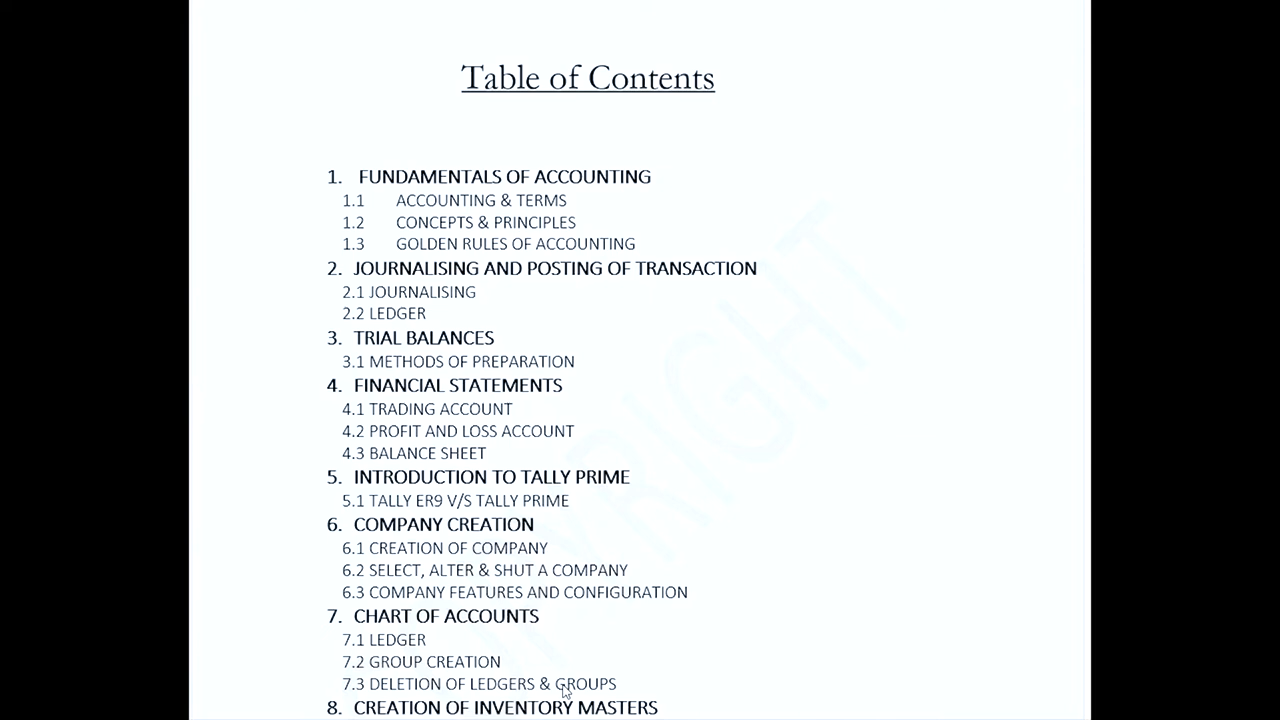 Table of Contents
1. FUNDAMENTALS OF ACCOUNTING
1.1 ACCOUNTING & TERMS
1.2 CONCEPTS & PRINCIPLES
1.3 GOLDEN RULES OF ACCOUNTING
2. JOURNALISING AND POSTING OF TRANSACTION
2.1 JOURNALISING
2.2 LEDGER
3. TRIAL BALANCES
3.1 METHODS OF PREPARATION
4. FINANCIAL STATEMENTS
4.1 TRADING ACCOUNT
4.2 PROFIT AND LOSS ACCOUNT
4.3 BALANCE SHEET
5. INTRODUCTION TO TALLY PRIME
5.1 TALLY ER9 V/S TALLY PRIME
6. COMPANY CREATION
6.1 CREATION OF COMPANY
6.2 SELECT, ALTER & SHUT A COMPANY
6.3 COMPANY FEATURES AND CONFIGURATION
7. CHART OF ACCOUNTS
7.1 LEDGER
7.2 GROUP CREATION
7.3 DELETION OF LEDGERS & GROUPS
8. CREATION OF INVENTORY MASTERS